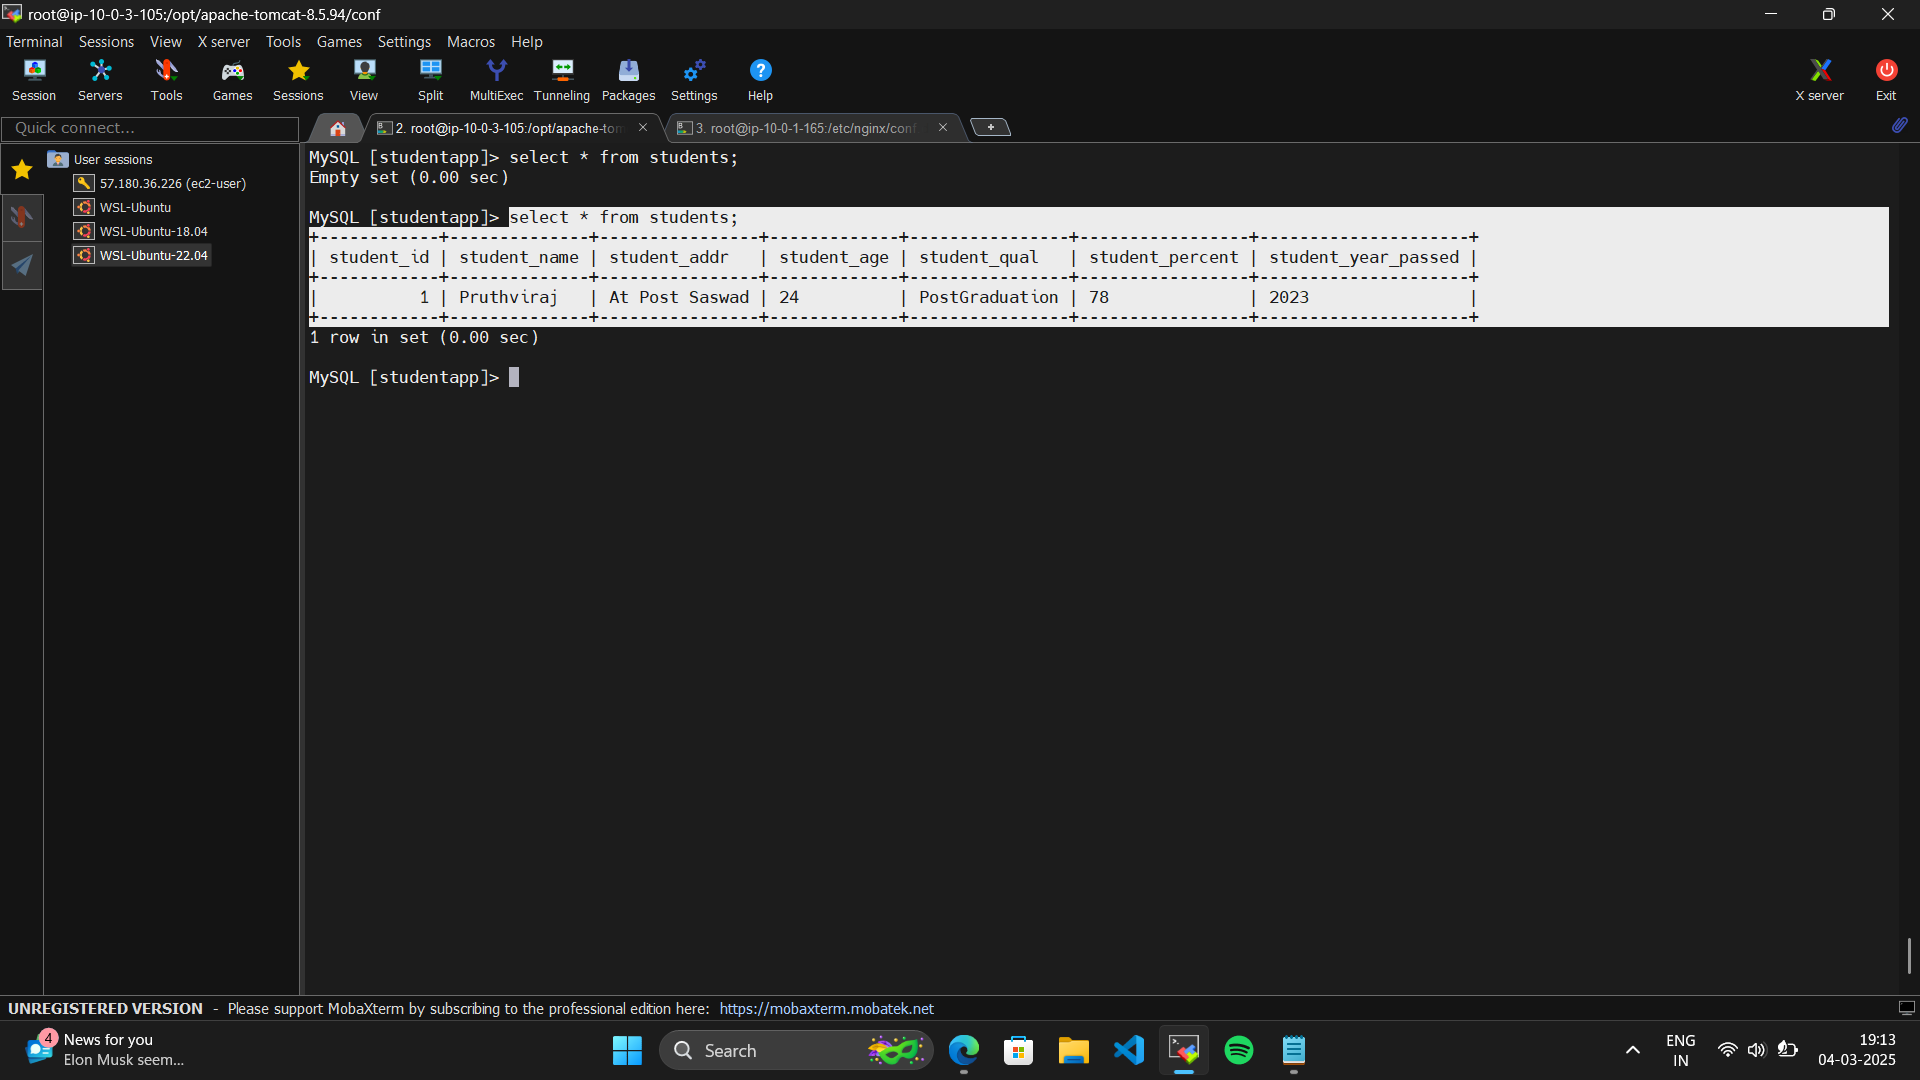 root@ip-10-0-3-105:/opt/apache-tomcat-8.5.94/conf
Terminal Sessions View X server Tools Games Settings Macros Help
Session Servers Tools Games Sessions View Split MultiExec Tunneling Packages Settings Help X server Exit
Quick connect...
2. root@ip-10-0-3-105:/opt/apache-tom
3. root@ip-10-0-1-165:/etc/nginx/conf
User sessions
57.180.36.226 (ec2-user)
WSL-Ubuntu
WSL-Ubuntu-18.04
WSL-Ubuntu-22.04
MySQL [studentapp]> select * from students;
Empty set (0.00 sec)
MySQL [studentapp]> select * from students;
+------------+--------------+----------------+-------------+----------------+-----------------+---------------------+
| student_id | student_name | student_addr   | student_age | student_qual   | student_percent | student_year_passed |
+------------+--------------+----------------+-------------+----------------+-----------------+---------------------+
|          1 | Pruthviraj   | At Post Saswad | 24          | PostGraduation | 78              | 2023                |
+------------+--------------+----------------+-------------+----------------+-----------------+---------------------+
1 row in set (0.00 sec)
MySQL [studentapp]>
UNREGISTERED VERSION - Please support MobaXterm by subscribing to the professional edition here: https://mobaxterm.mobatek.net
4
News for you
Elon Musk seem...
Search
ENG
IN
19:13
04-03-2025